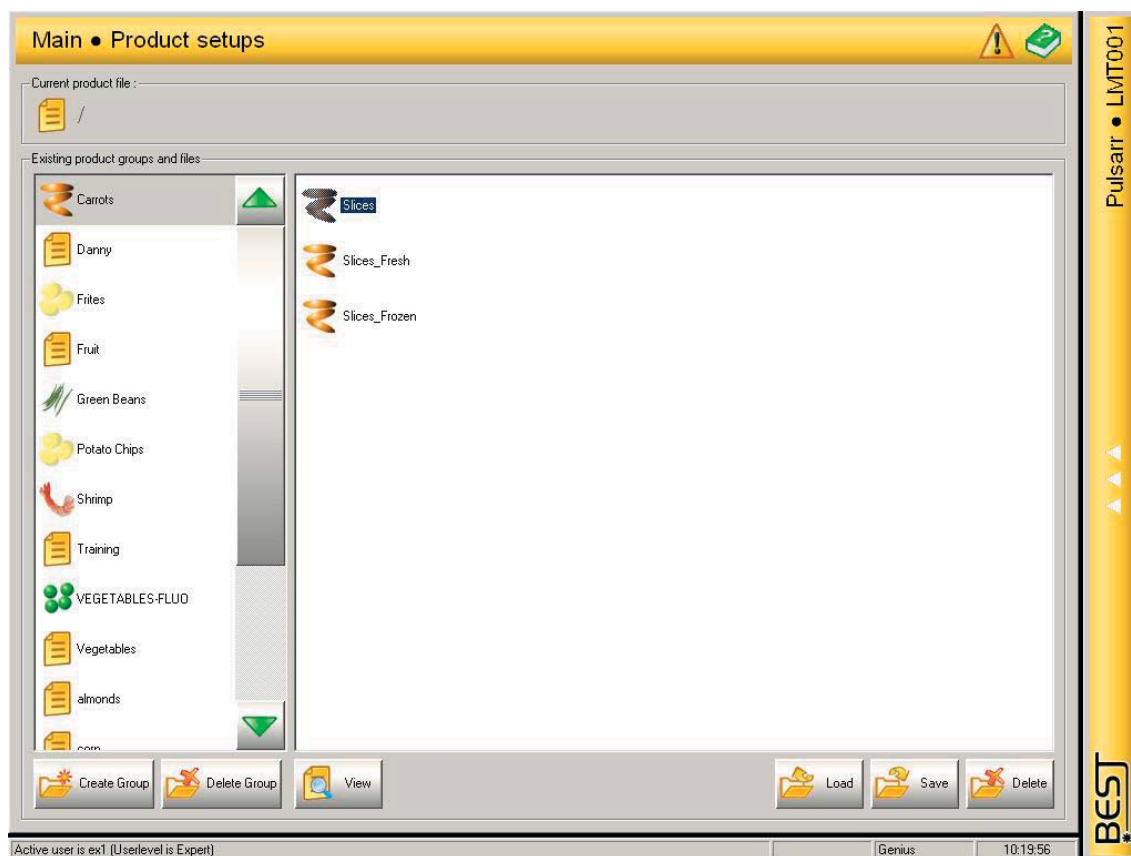 Main ● Product setups
Current product file :
/
Existing product groups and files
Carrots
Danny
Frites
Fruit
Green Beans
Potato Chips
Shrimp
Training
VEGETABLES-FLUO
Vegetables
almonds
corn
Slices
Slices_Fresh
Slices_Frozen
Create Group
Delete Group
View
Load
Save
Delete
Active user is ex1 (Userlevel is Expert)
Genius
10:19:56
Pulsarr ● LMT001
BEST